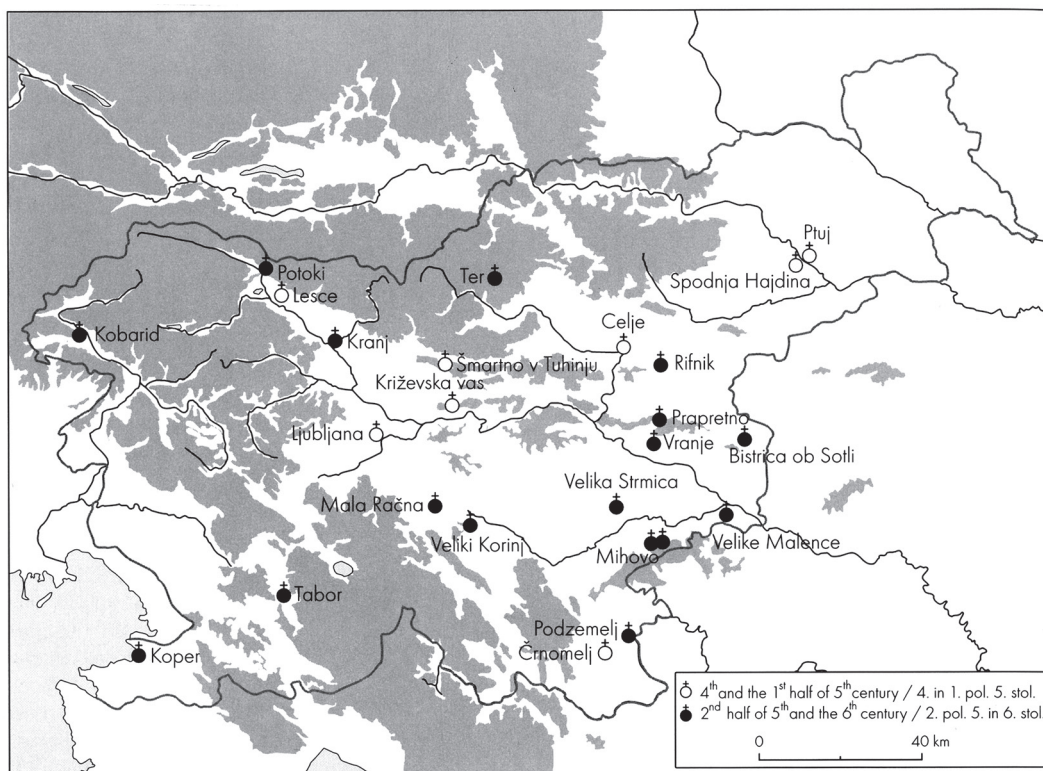 Ptuj
Spodnja Hajdina
Potoki
Ter
Lesce
Celje
Kobarid
Kranj
Rifnik
Šmartno v Tuhinju
Križevska vas
Prapretno
Ljubljana
Vranje
Bistrica ob Sotli
Velika Strmica
Mala Račna
Veliki Korinj
Velike Malence
Mihovo
Tabor
Podzemelj
Črnomelj
Koper
4th and the 1st half of 5th century / 4. in 1. pol. 5. stol.
2nd half of 5th and the 6th century / 2. pol. 5. in 6. stol.
0 40 km